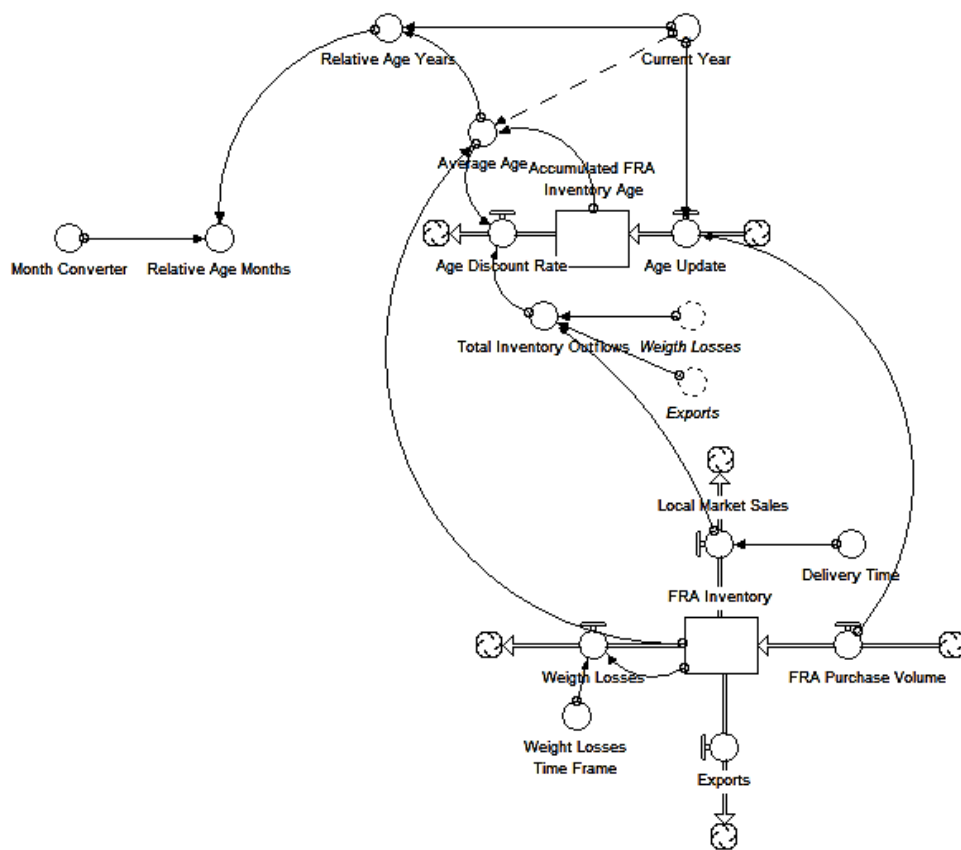 Relative Age Years
Current Year
Average Age
Accumulated FRA
Inventory Age
Month Converter
Relative Age Months
Age Discount Rate
Age Update
Total Inventory Outflows
Weigth Losses
Exports
Local Market Sales
Delivery Time
FRA Inventory
Weigth Losses
FRA Purchase Volume
Weight Losses
Time Frame
Exports